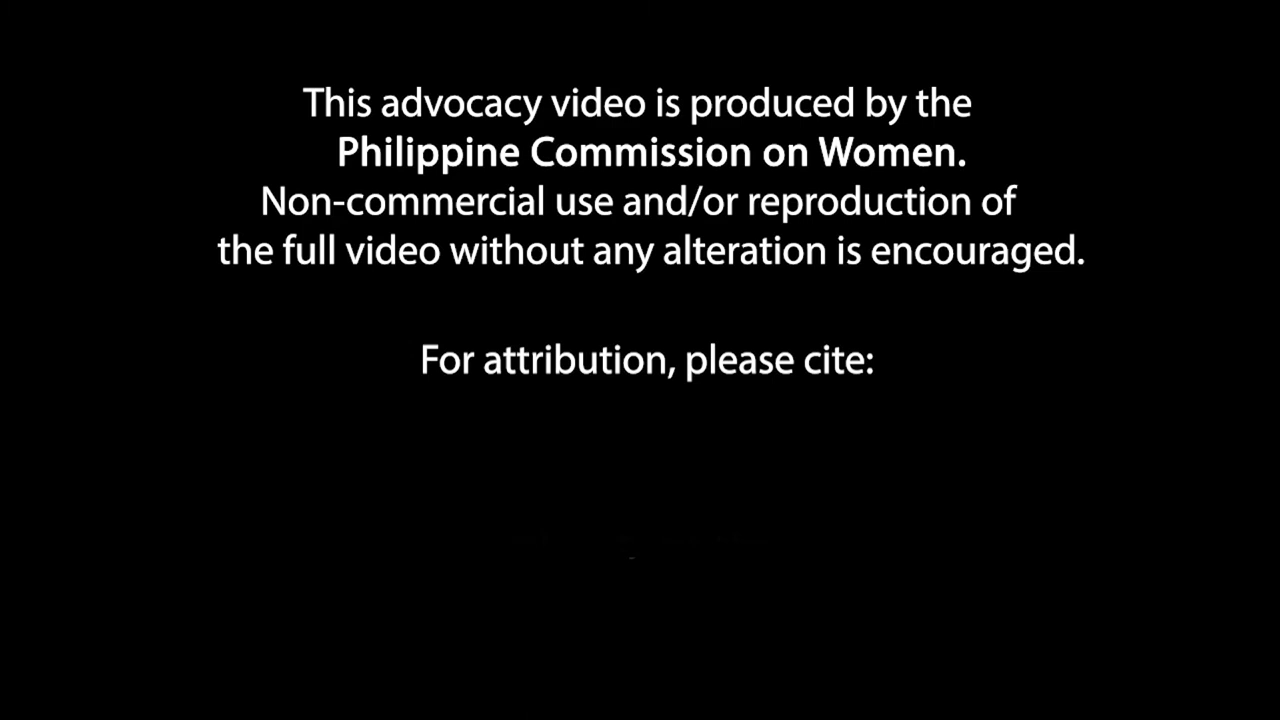 This advocacy video is produced by the
Philippine Commission on Women.
Non-commercial use and/or reproduction of
the full video without any alteration is encouraged.
For attribution, please cite: